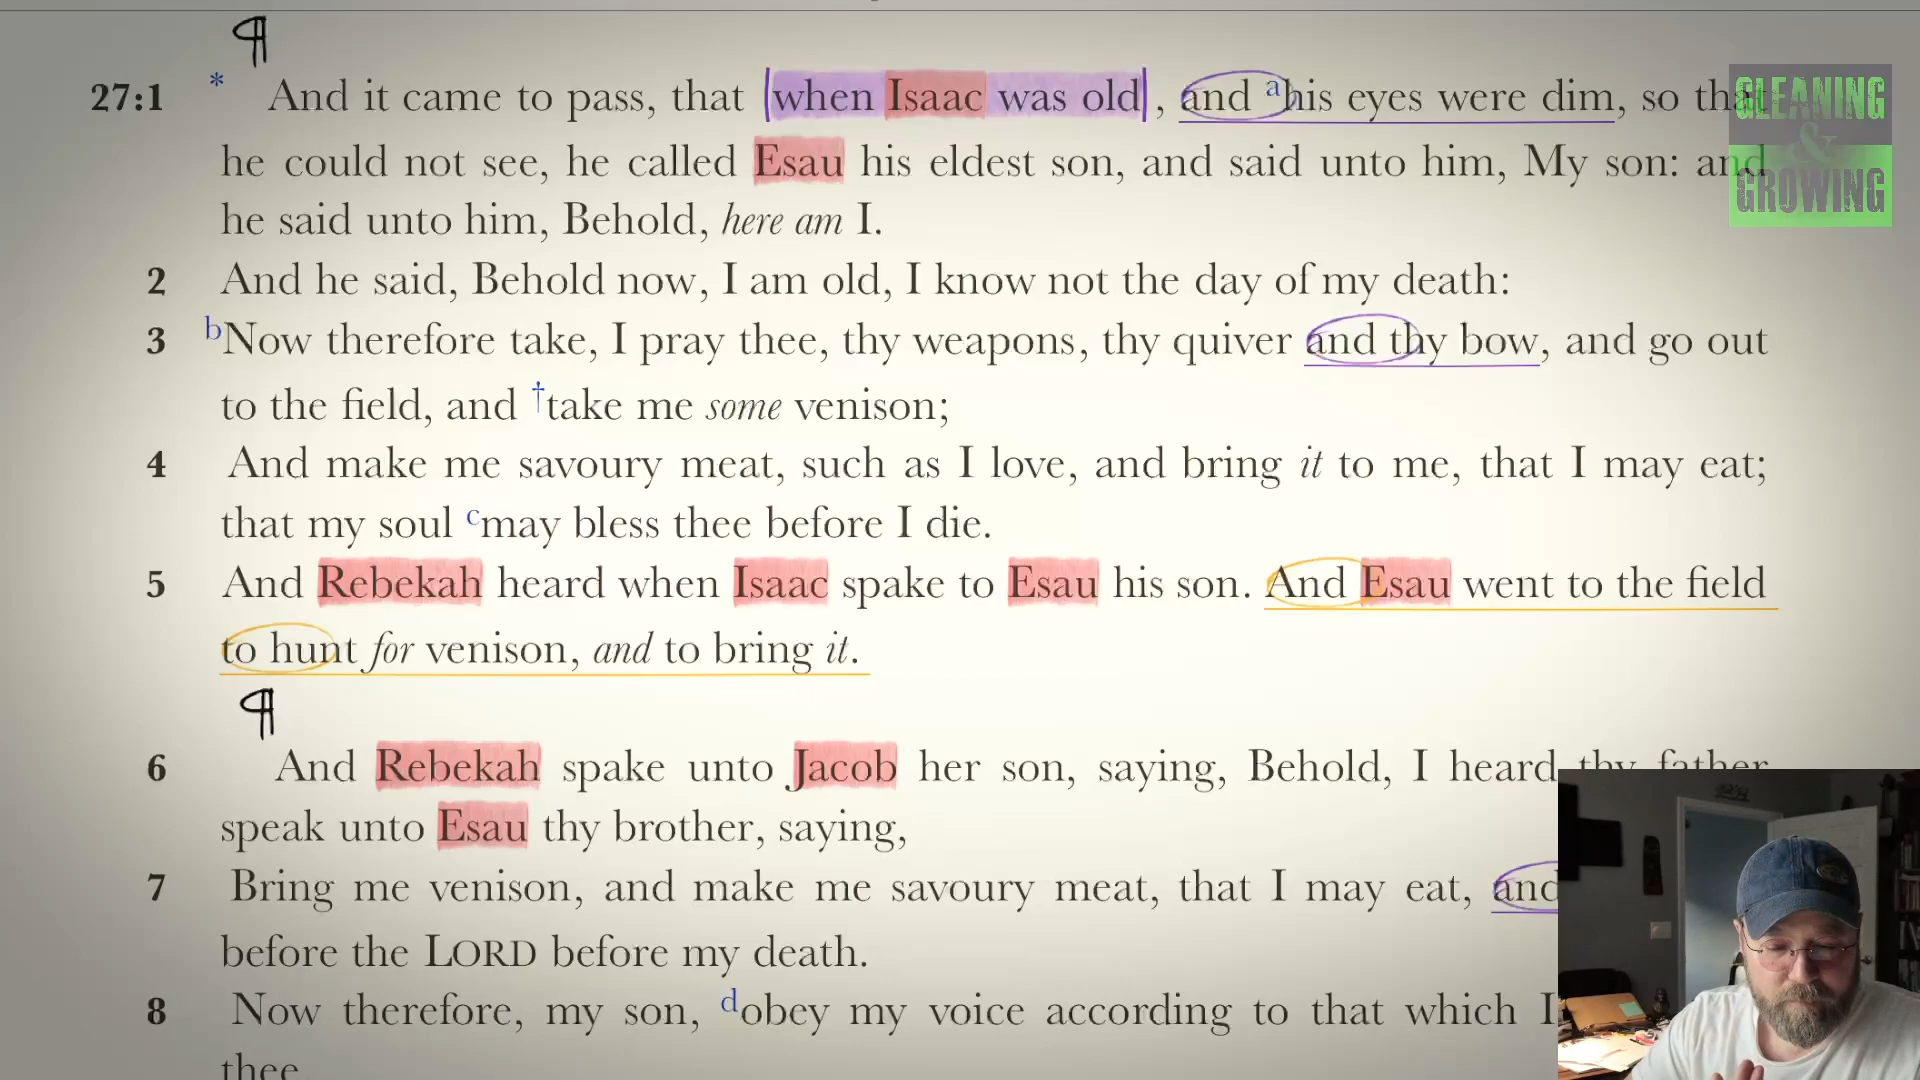 ¶
27:1 * And it came to pass, that when Isaac was old, and a his eyes were dim, so that
he could not see, he called Esau his eldest son, and said unto him, My son: and
he said unto him, Behold, here am I.
2 And he said, Behold now, I am old, I know not the day of my death:
3 b Now therefore take, I pray thee, thy weapons, thy quiver and thy bow, and go out
to the field, and † take me some venison;
4 And make me savoury meat, such as I love, and bring it to me, that I may eat;
that my soul c may bless thee before I die.
5 And Rebekah heard when Isaac spake to Esau his son. And Esau went to the field
to hunt for venison, and to bring it.
¶
6 And Rebekah spake unto Jacob her son, saying, Behold, I heard thy father
speak unto Esau thy brother, saying,
7 Bring me venison, and make me savoury meat, that I may eat, and
before the LORD before my death.
8 Now therefore, my son, d obey my voice according to that which I
thee
GLEANING
&
GROWING